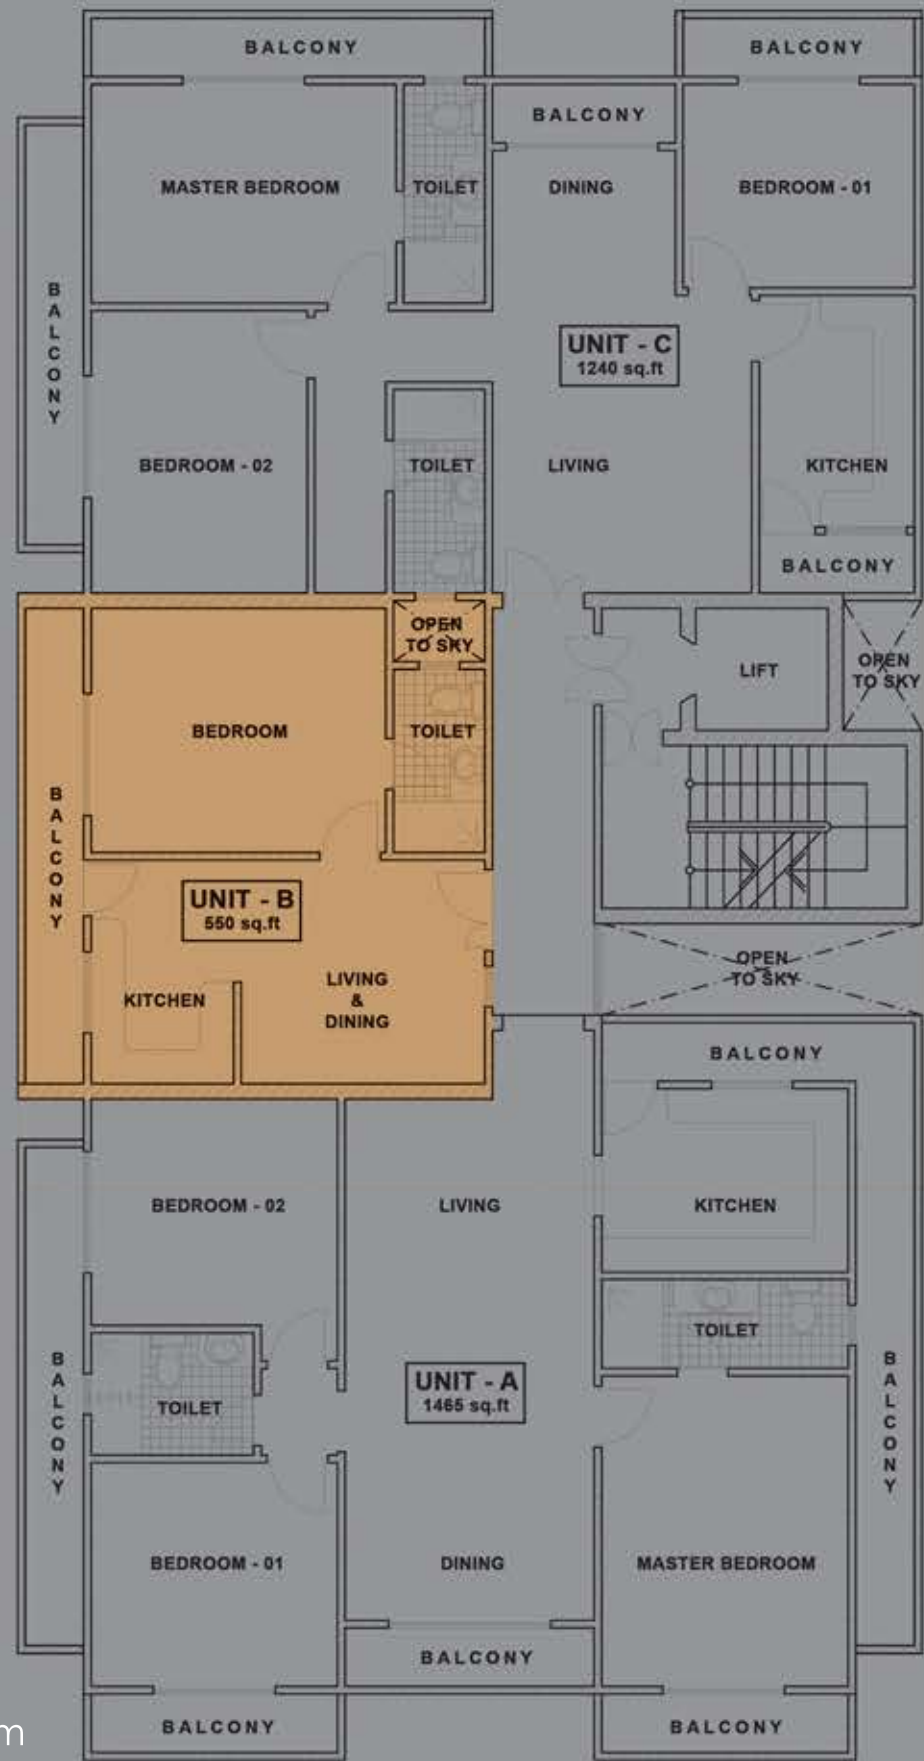 BALCONY
BALCONY
BALCONY
MASTER BEDROOM
TOILET
DINING
BEDROOM - 01
BALCONY
UNIT - C
1240 sq.ft
BEDROOM - 02
TOILET
LIVING
KITCHEN
BALCONY
OPEN
TO SKY
LIFT
OPEN
TO SKY
BEDROOM
TOILET
BALCONY
UNIT - B
550 sq.ft
KITCHEN
LIVING
&
DINING
OPEN
TO SKY
BALCONY
BEDROOM - 02
LIVING
KITCHEN
TOILET
BALCONY
UNIT - A
1465 sq.ft
BALCONY
TOILET
BEDROOM - 01
DINING
MASTER BEDROOM
BALCONY
BALCONY
BALCONY
m